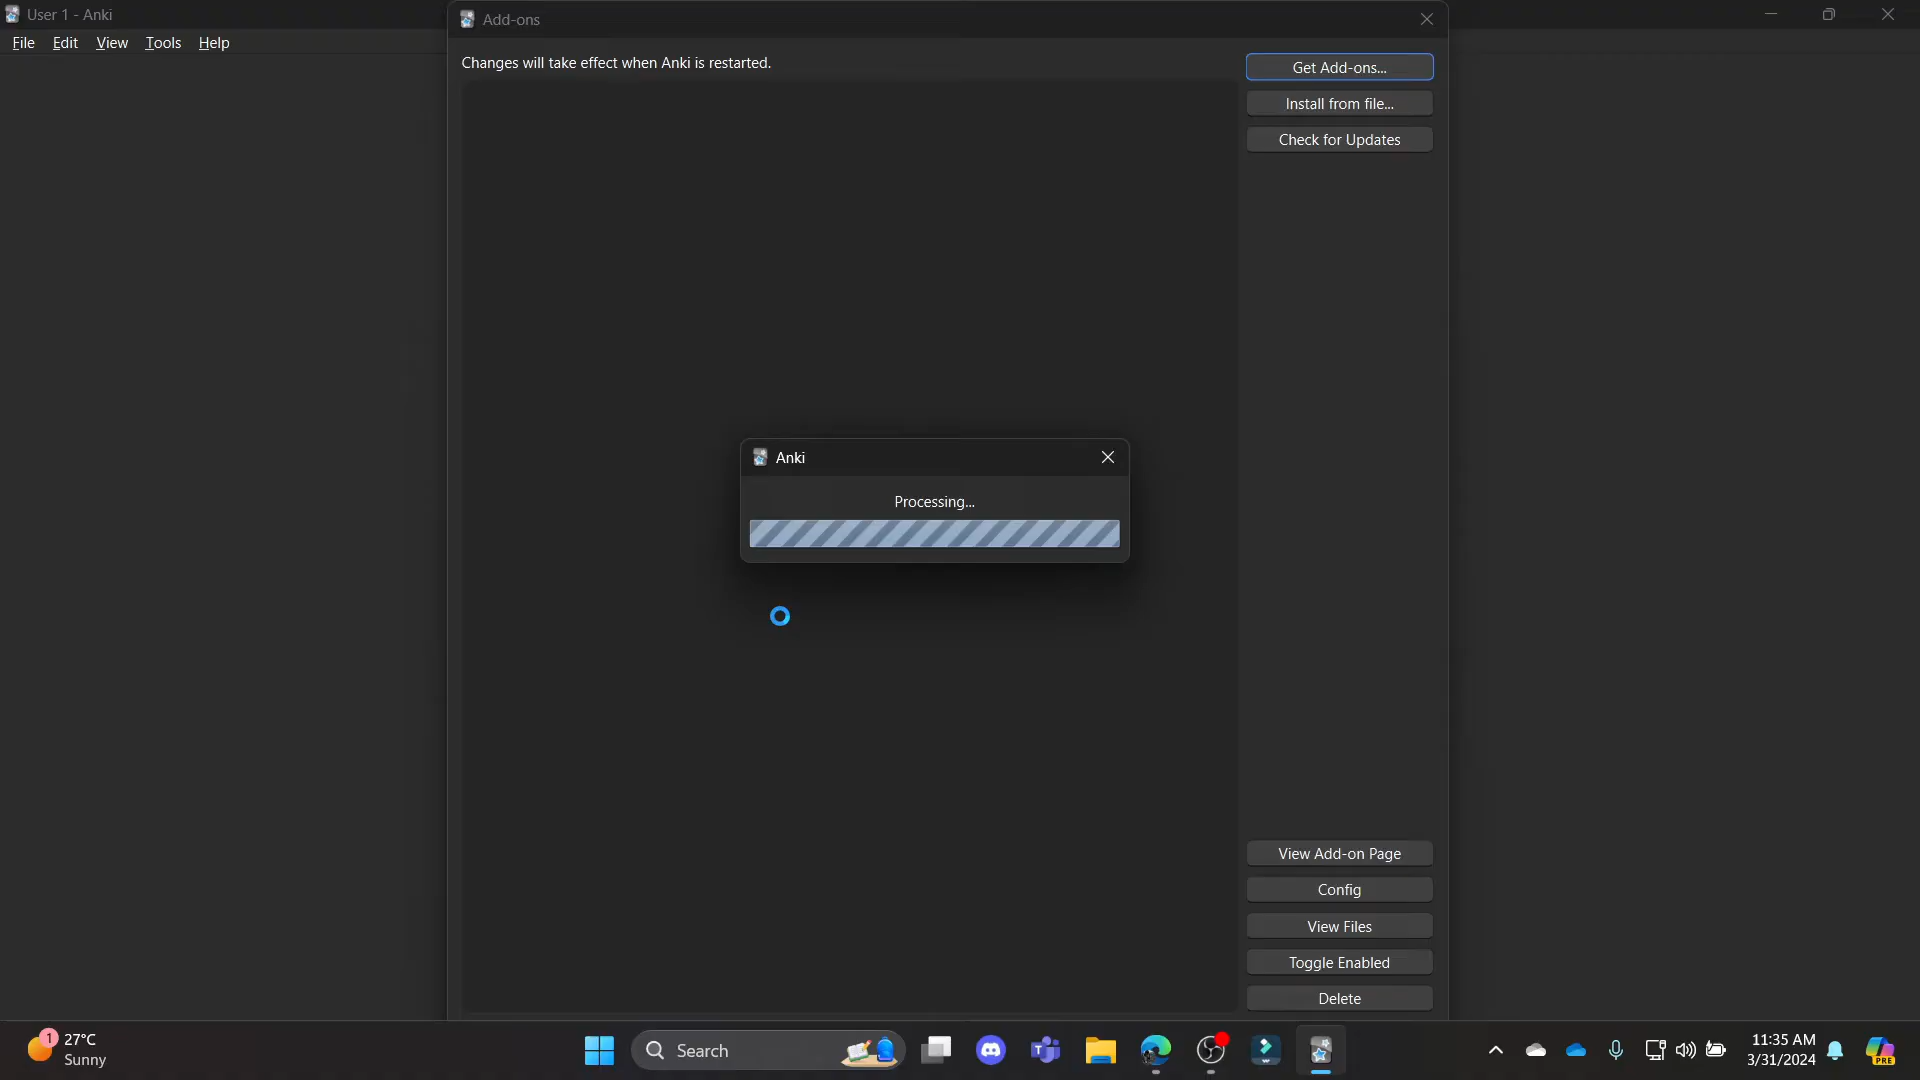 User 1 - Anki
File Edit View Tools Help
Add-ons
Changes will take effect when Anki is restarted.
Get Add-ons...
Install from file...
Check for Updates
Anki
Processing...
View Add-on Page
Config
View Files
Toggle Enabled
Delete
1
27°C
Sunny
Search
11:35 AM
3/31/2024
PRE